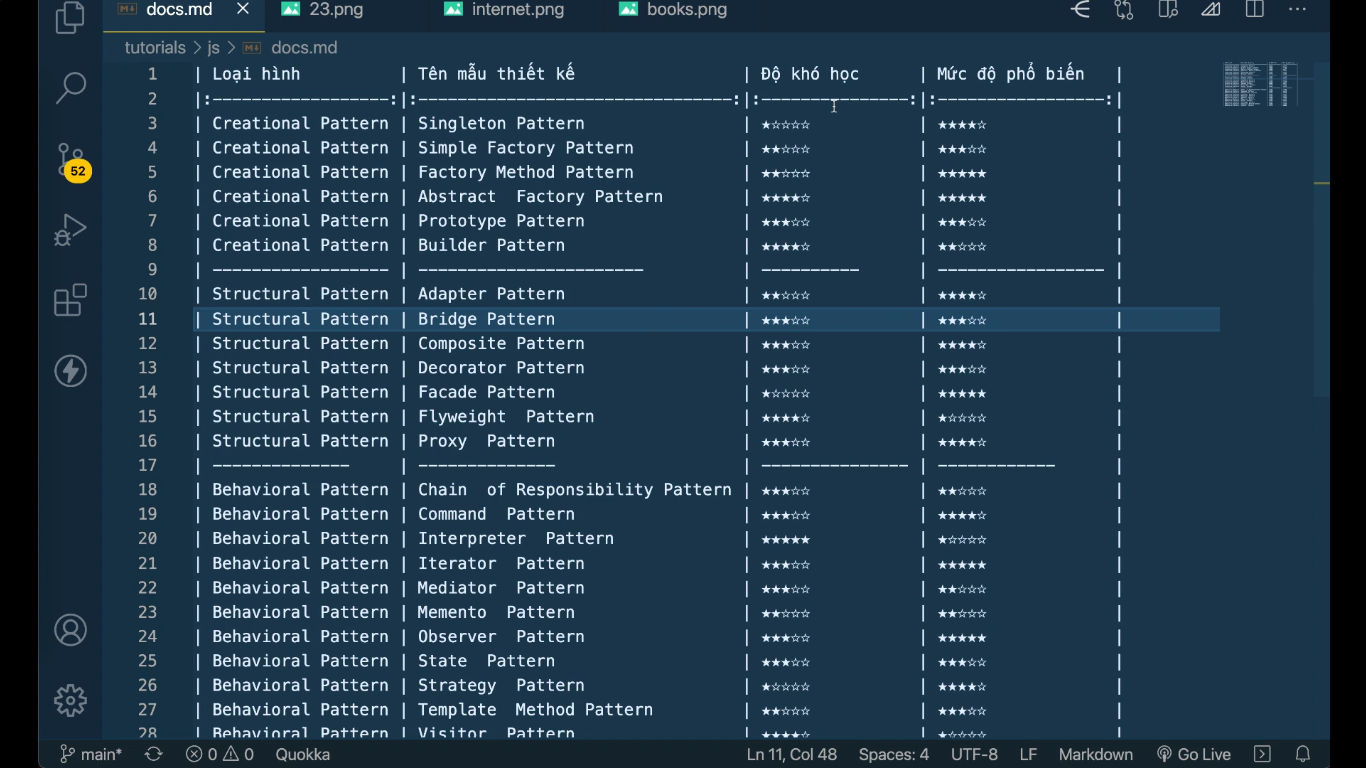 docs.md 23.png internet.png books.png
tutorials > js > docs.md
1 | Loại hình | Tên mẫu thiết kế | Độ khó học | Mức độ phổ biến |
2 |:------------------:|:--------------------------------:|:---------------:|:-----------------:|
3 | Creational Pattern | Singleton Pattern | ★☆☆☆☆ | ★★★★☆ |
4 | Creational Pattern | Simple Factory Pattern | ★★☆☆☆ | ★★★☆☆ |
5 | Creational Pattern | Factory Method Pattern | ★★☆☆☆ | ★★★★★ |
6 | Creational Pattern | Abstract  Factory Pattern | ★★★★☆ | ★★★★★ |
7 | Creational Pattern | Prototype Pattern | ★★★☆☆ | ★★★☆☆ |
8 | Creational Pattern | Builder Pattern | ★★★★☆ | ★★☆☆☆ |
9 | ------------------ | ----------------------- | ---------- | ----------------- |
10 | Structural Pattern | Adapter Pattern | ★★☆☆☆ | ★★★★☆ |
11 | Structural Pattern | Bridge Pattern | ★★★☆☆ | ★★★☆☆ |
12 | Structural Pattern | Composite Pattern | ★★★☆☆ | ★★★★☆ |
13 | Structural Pattern | Decorator Pattern | ★★★☆☆ | ★★★☆☆ |
14 | Structural Pattern | Facade Pattern | ★☆☆☆☆ | ★★★★★ |
15 | Structural Pattern | Flyweight  Pattern | ★★★★☆ | ★☆☆☆☆ |
16 | Structural Pattern | Proxy  Pattern | ★★★☆☆ | ★★★★☆ |
17 | -------------- | -------------- | --------------- | ------------ |
18 | Behavioral Pattern | Chain  of Responsibility Pattern | ★★★☆☆ | ★★☆☆☆ |
19 | Behavioral Pattern | Command  Pattern | ★★★☆☆ | ★★★★☆ |
20 | Behavioral Pattern | Interpreter  Pattern | ★★★★★ | ★☆☆☆☆ |
21 | Behavioral Pattern | Iterator  Pattern | ★★★☆☆ | ★★★★★ |
22 | Behavioral Pattern | Mediator  Pattern | ★★★☆☆ | ★★☆☆☆ |
23 | Behavioral Pattern | Memento  Pattern | ★★☆☆☆ | ★★☆☆☆ |
24 | Behavioral Pattern | Observer  Pattern | ★★★☆☆ | ★★★★★ |
25 | Behavioral Pattern | State  Pattern | ★★★☆☆ | ★★★☆☆ |
26 | Behavioral Pattern | Strategy  Pattern | ★☆☆☆☆ | ★★★★☆ |
27 | Behavioral Pattern | Template  Method Pattern | ★★☆☆☆ | ★★★☆☆ |
28 | Behavioral Pattern | Visitor  Pattern | ★★★★☆ | ★☆☆☆☆ |
52
main* 0 0 Quokka Ln 11, Col 48 Spaces: 4 UTF-8 LF Markdown Go Live